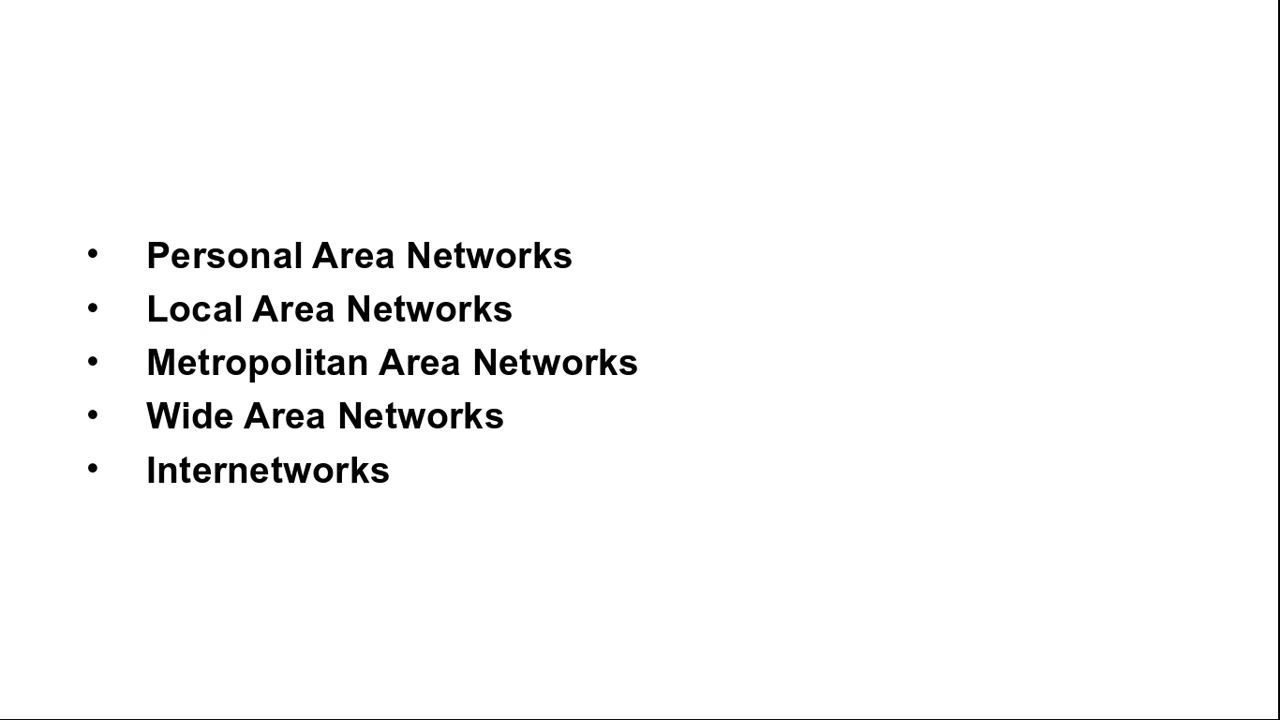 • Personal Area Networks
• Local Area Networks
• Metropolitan Area Networks
• Wide Area Networks
• Internetworks